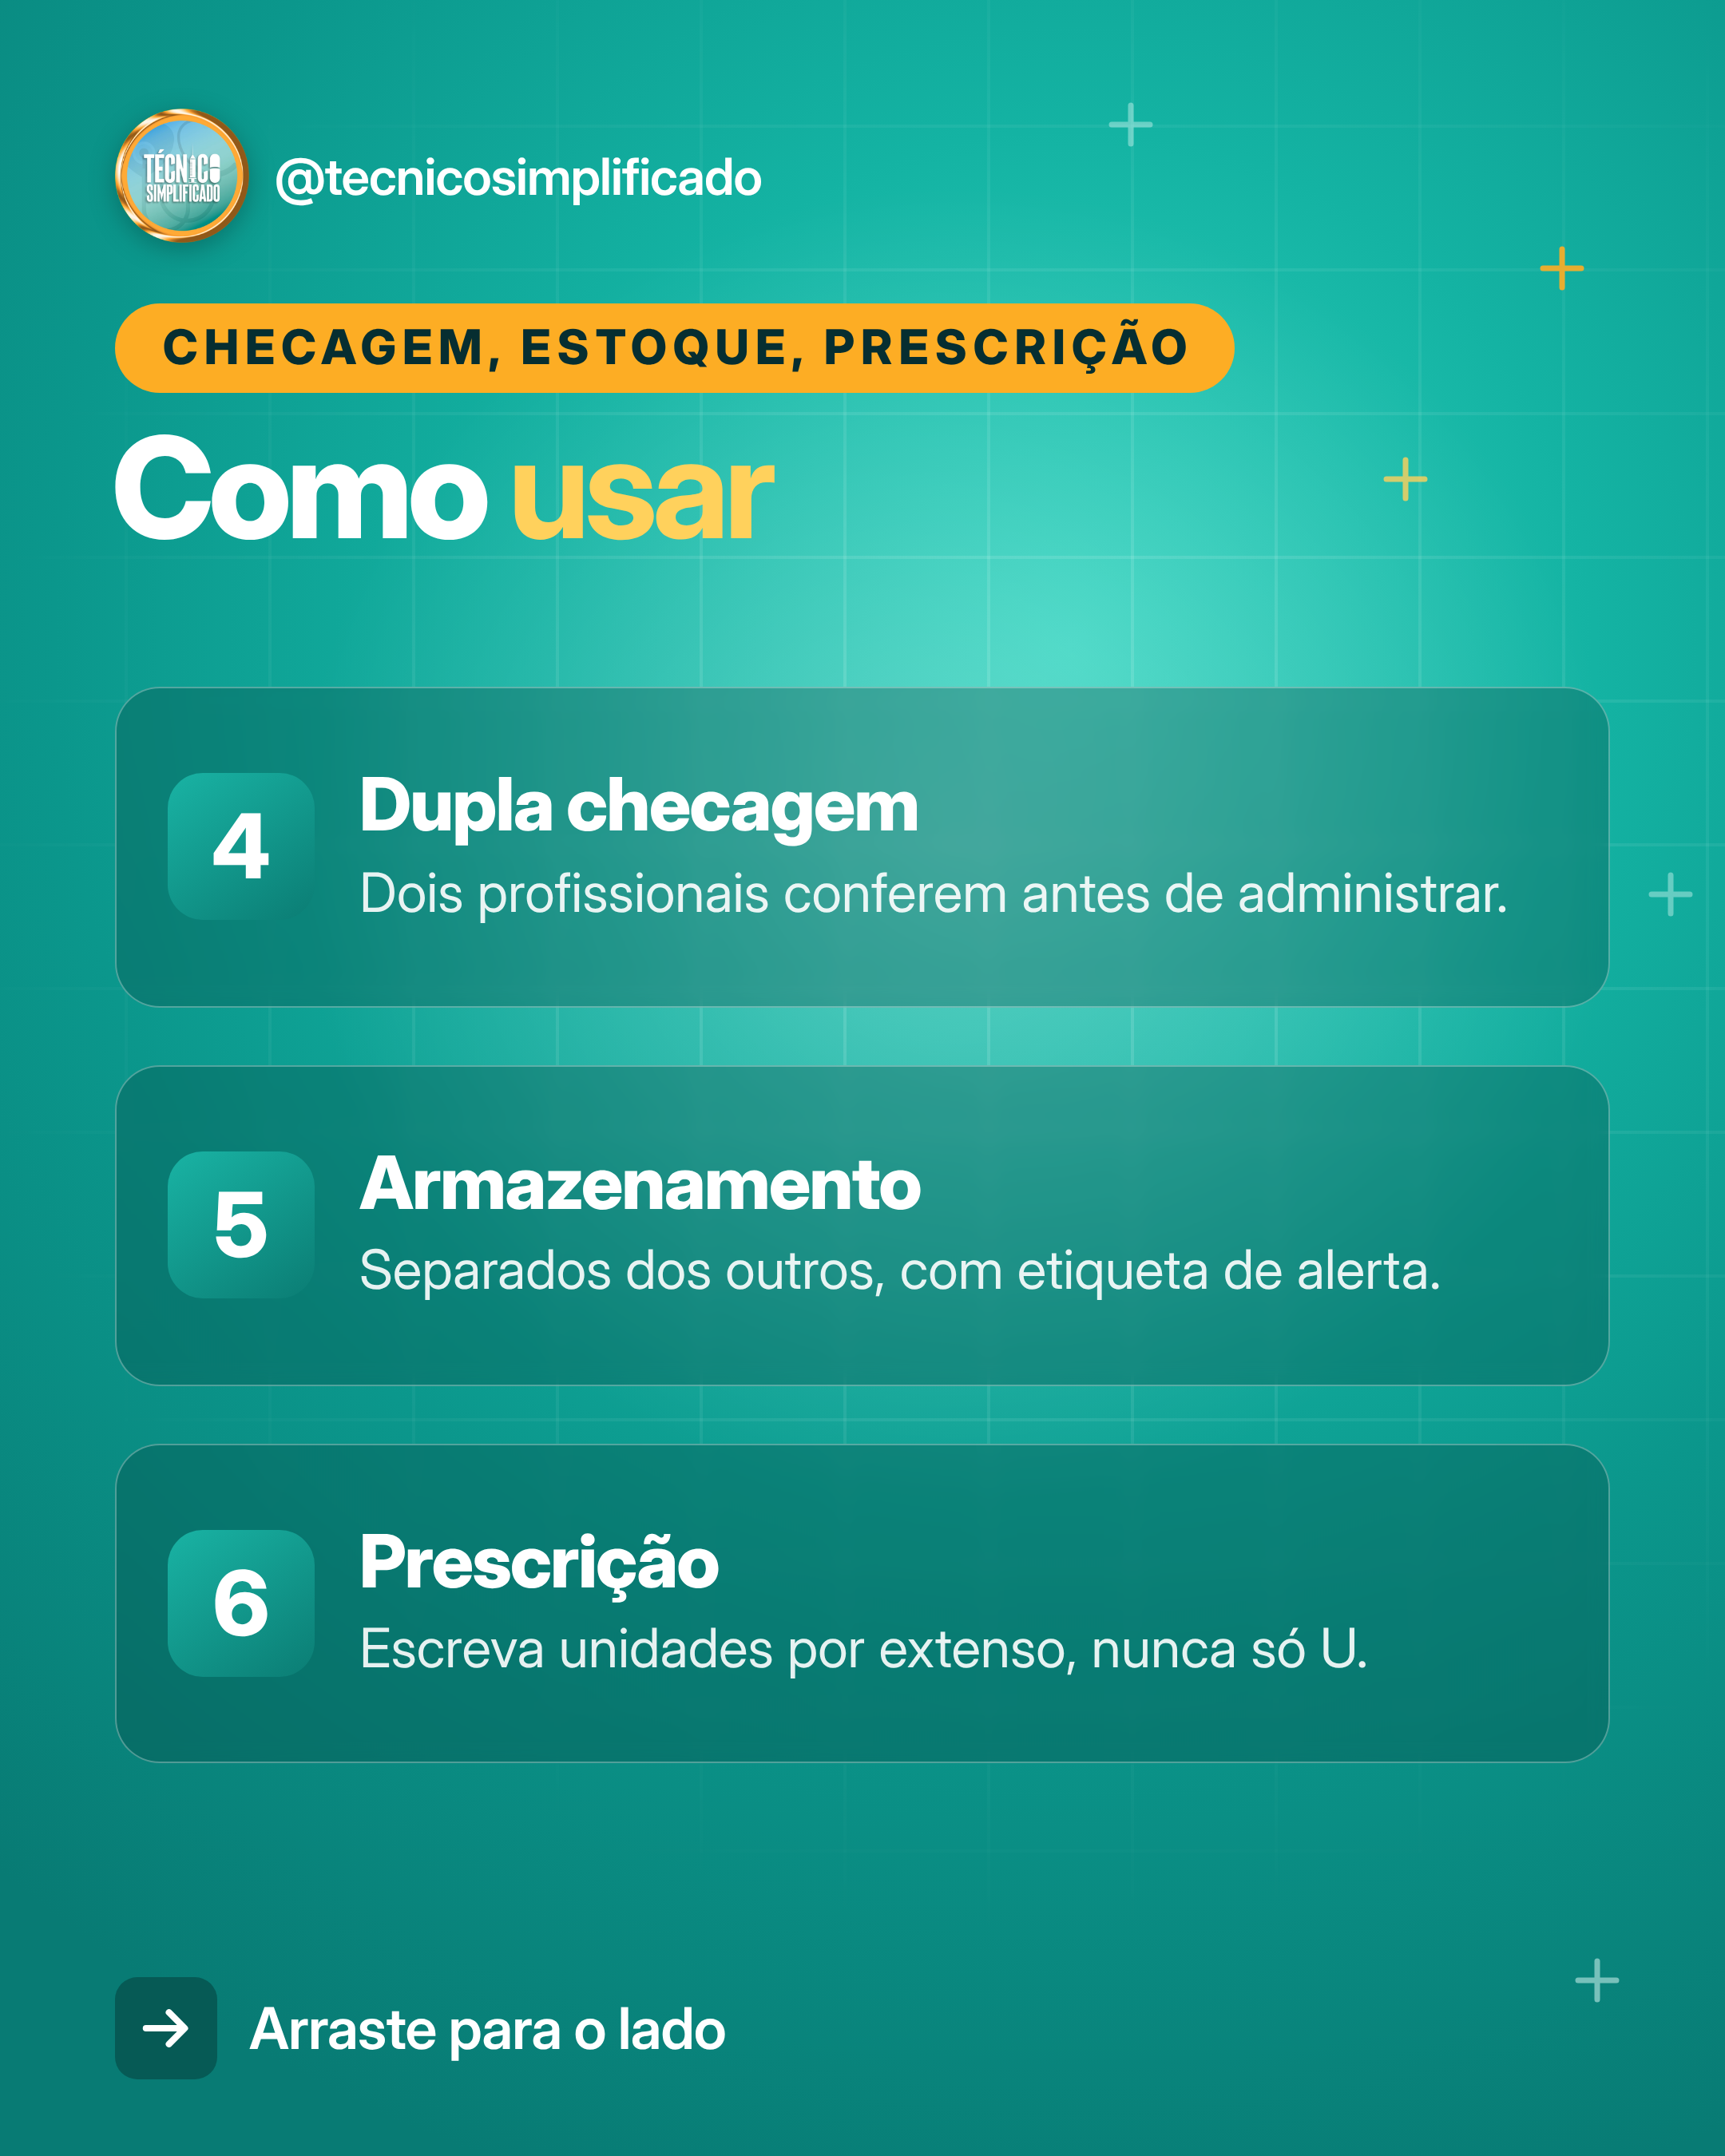 TÉCNICO
SIMPLIFICADO
@tecnicosimplificado
CHECAGEM, ESTOQUE, PRESCRIÇÃO
Como usar
4
Dupla checagem
Dois profissionais conferem antes de administrar.
5
Armazenamento
Separados dos outros, com etiqueta de alerta.
6
Prescrição
Escreva unidades por extenso, nunca só U.
Arraste para o lado